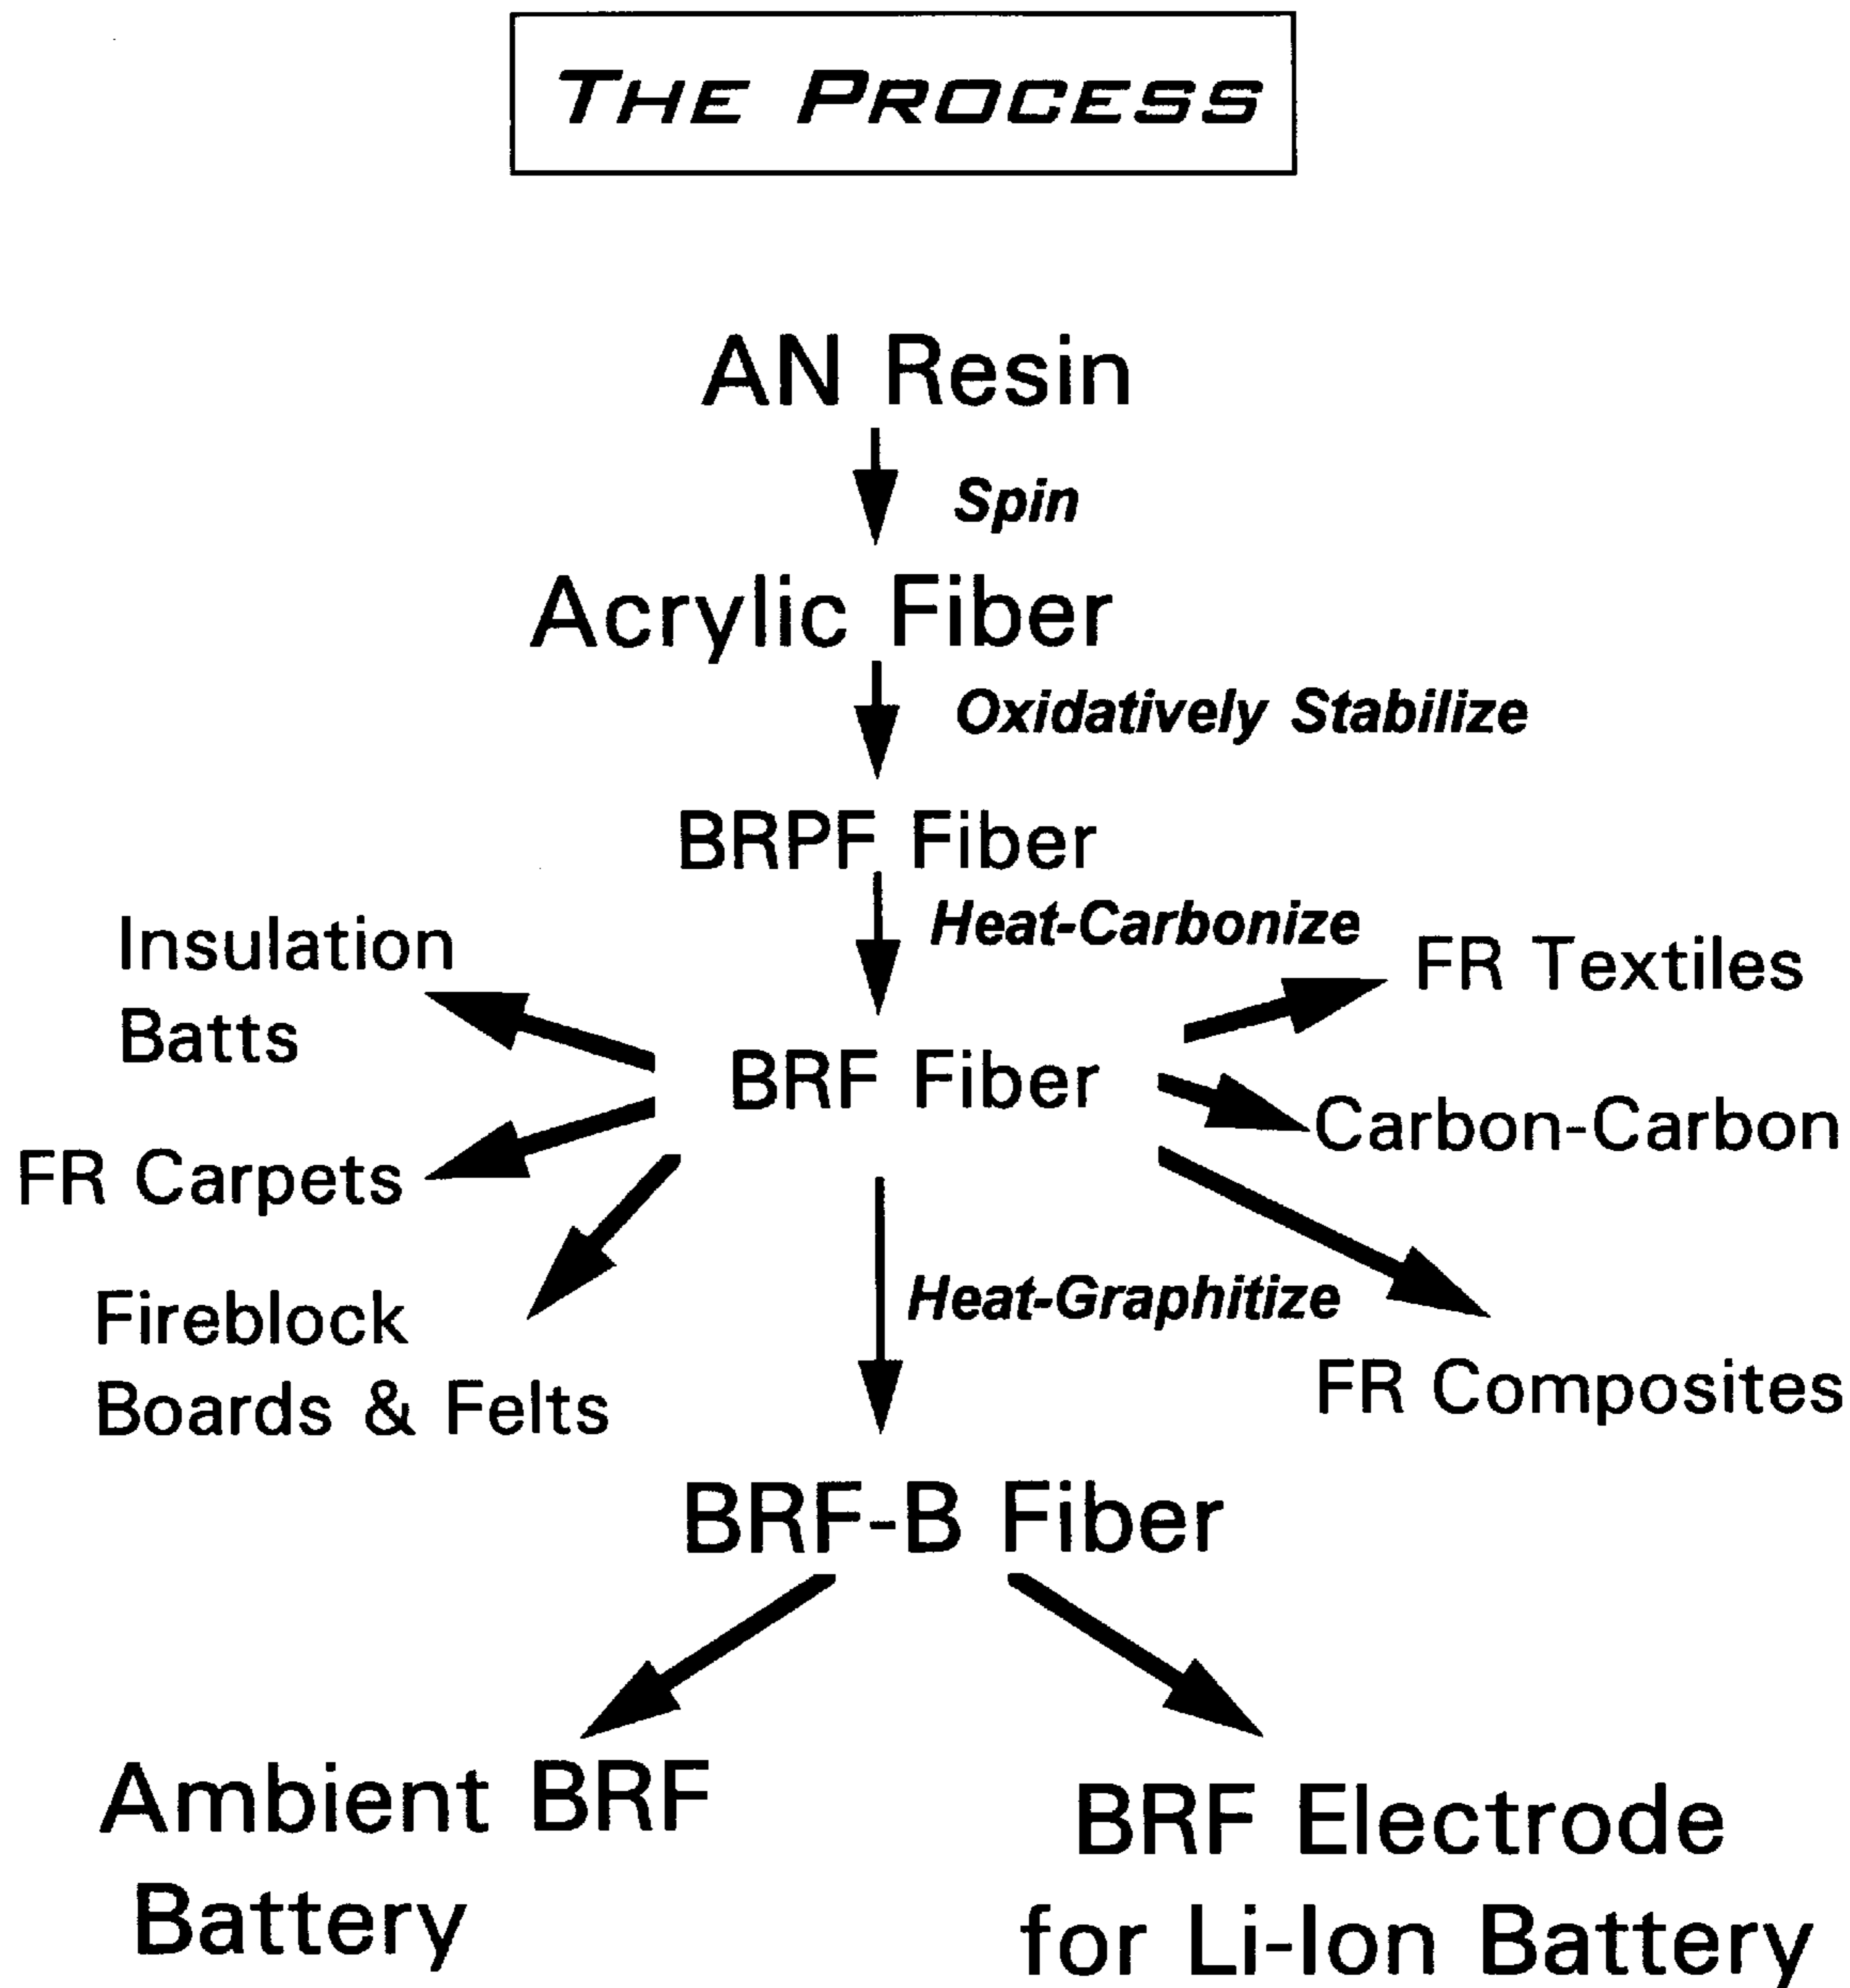 THE PROCESS
AN Resin
Spin
Acrylic Fiber
Oxidatively Stabilize
BRPF Fiber
Heat-Carbonize
Insulation
Batts
FR Textiles
BRF Fiber
Carbon-Carbon
FR Carpets
Heat-Graphitize
Fireblock
Boards & Felts
FR Composites
BRF-B Fiber
Ambient BRF
Battery
BRF Electrode
for Li-Ion Battery